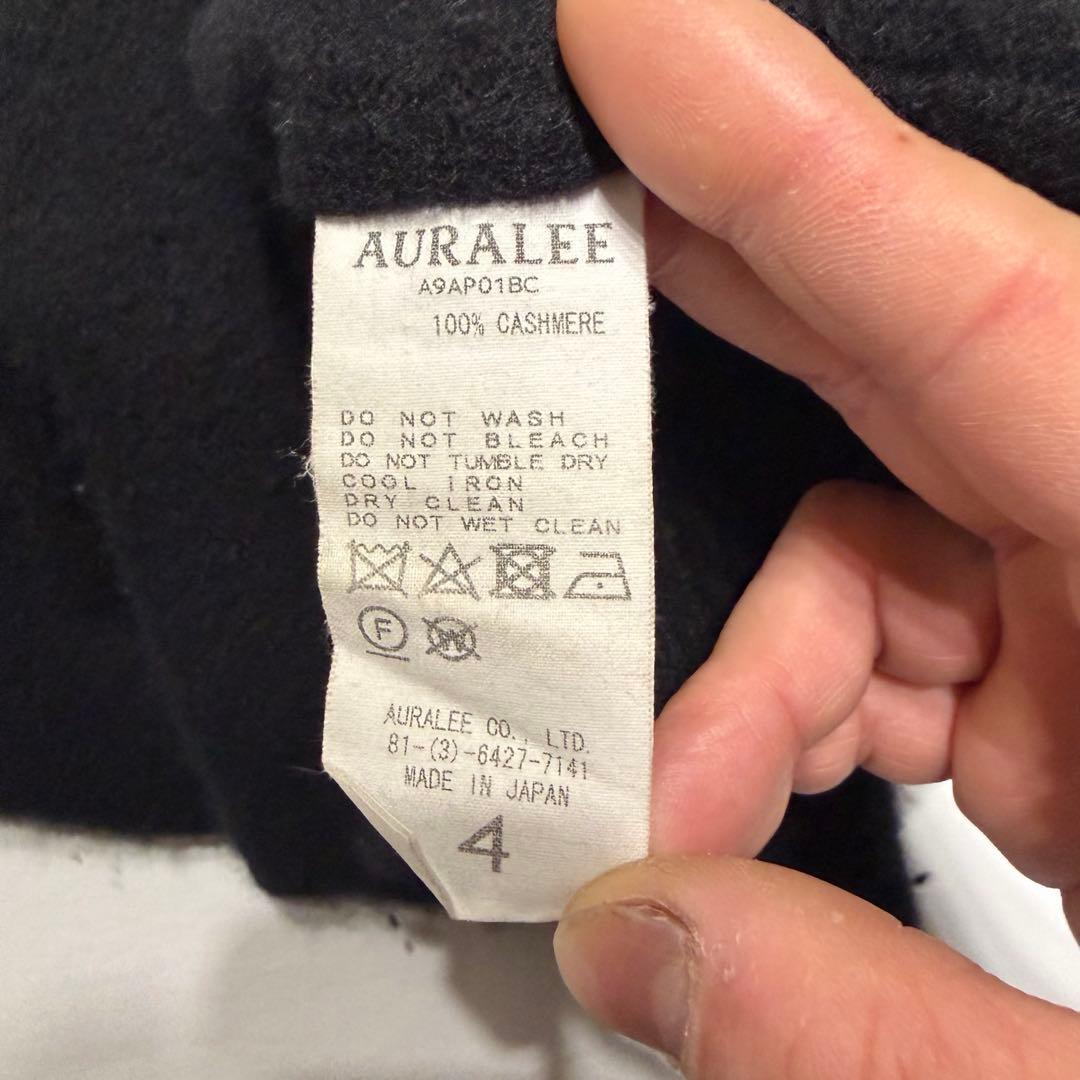 AURALEE
A9AP01BC
100% CASHMERE
DO NOT WASH
DO NOT BLEACH
DO NOT TUMBLE DRY
COOL IRON
DRY CLEAN
DO NOT WET CLEAN
F W
AURALEE CO., LTD.
81-(3)-6427-7141
MADE IN JAPAN
4